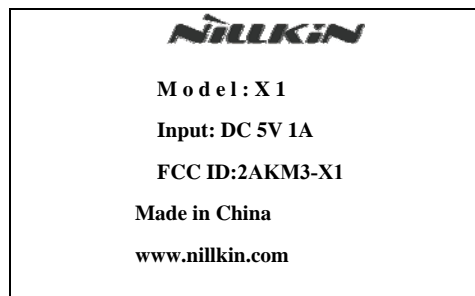 NILLKIN
M o d e l : X 1
Input: DC 5V 1A
FCC ID:2AKM3-X1
Made in China
www.nillkin.com